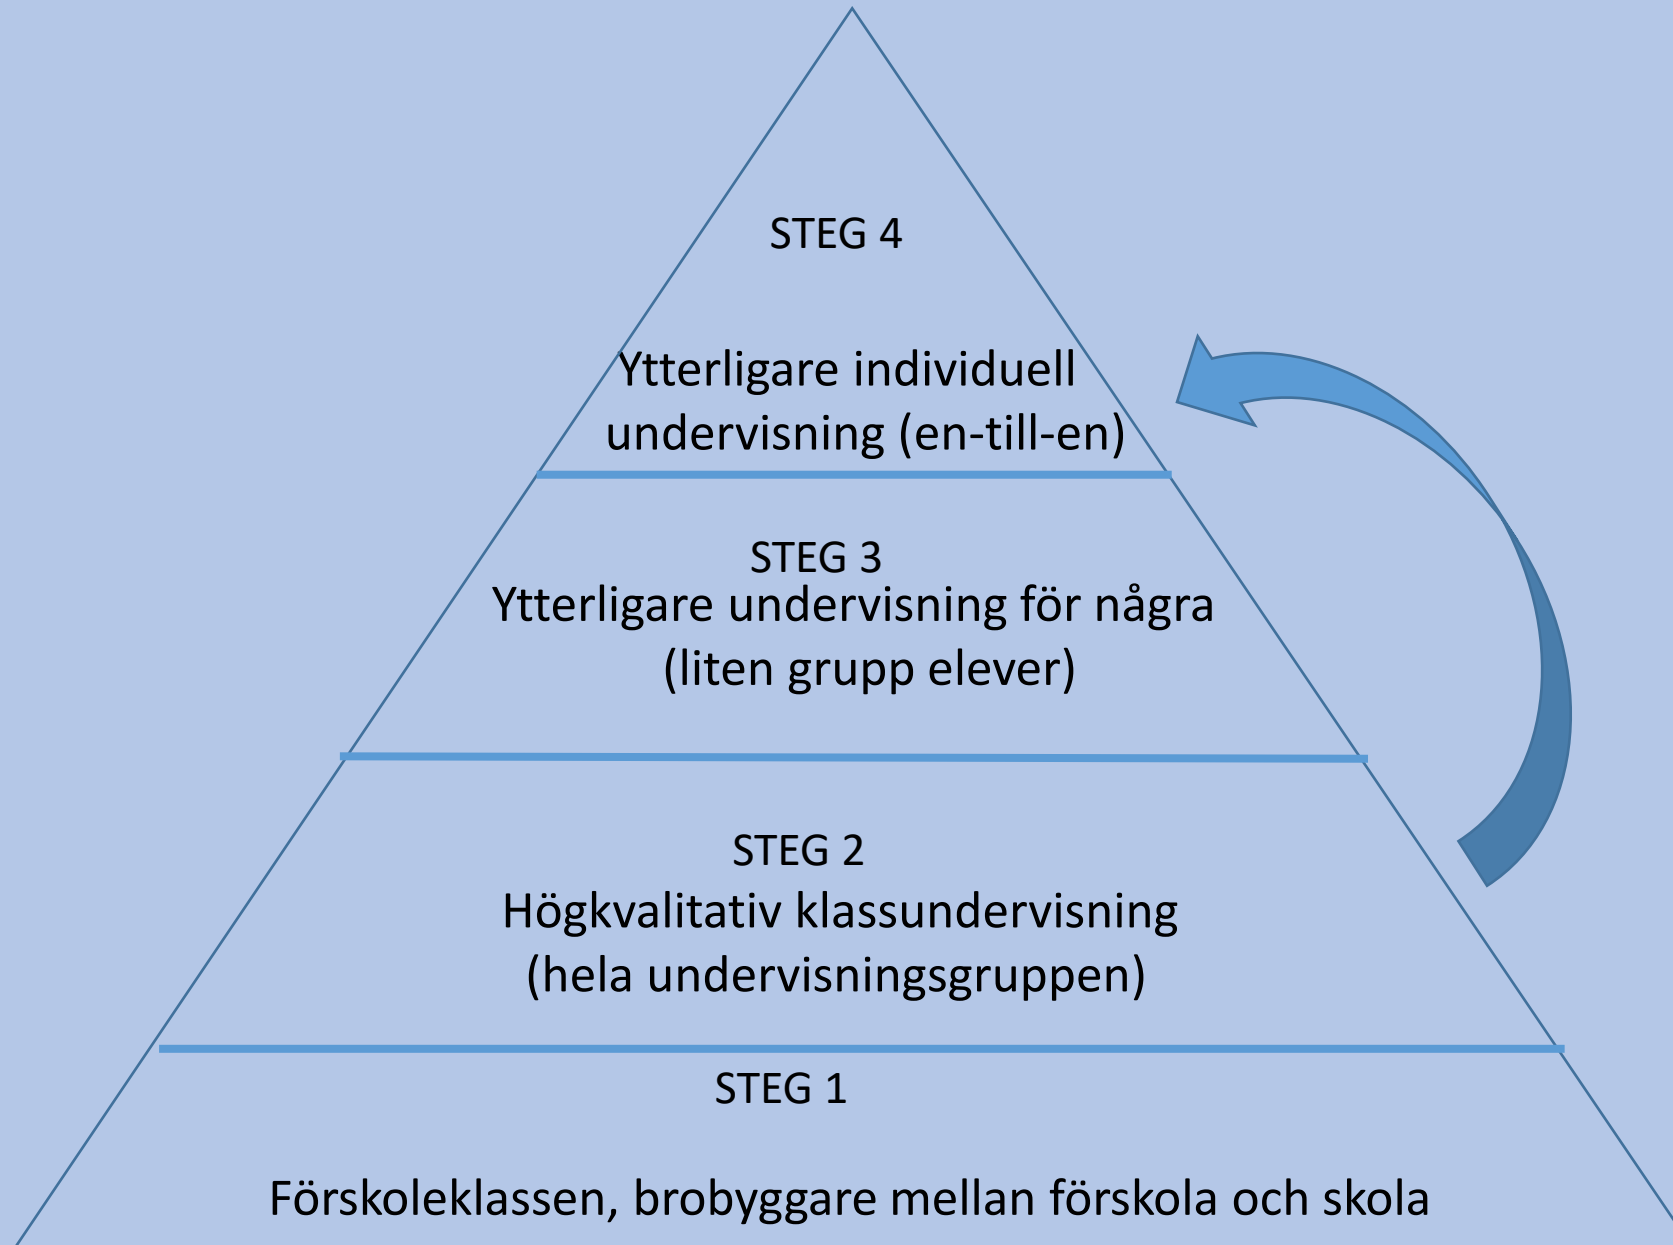 STEG 4
Ytterligare individuell
undervisning (en-till-en)
STEG 3
Ytterligare undervisning för några
(liten grupp elever)
STEG 2
Högkvalitativ klassundervisning
(hela undervisningsgruppen)
STEG 1
Förskoleklassen, brobyggare mellan förskola och skola